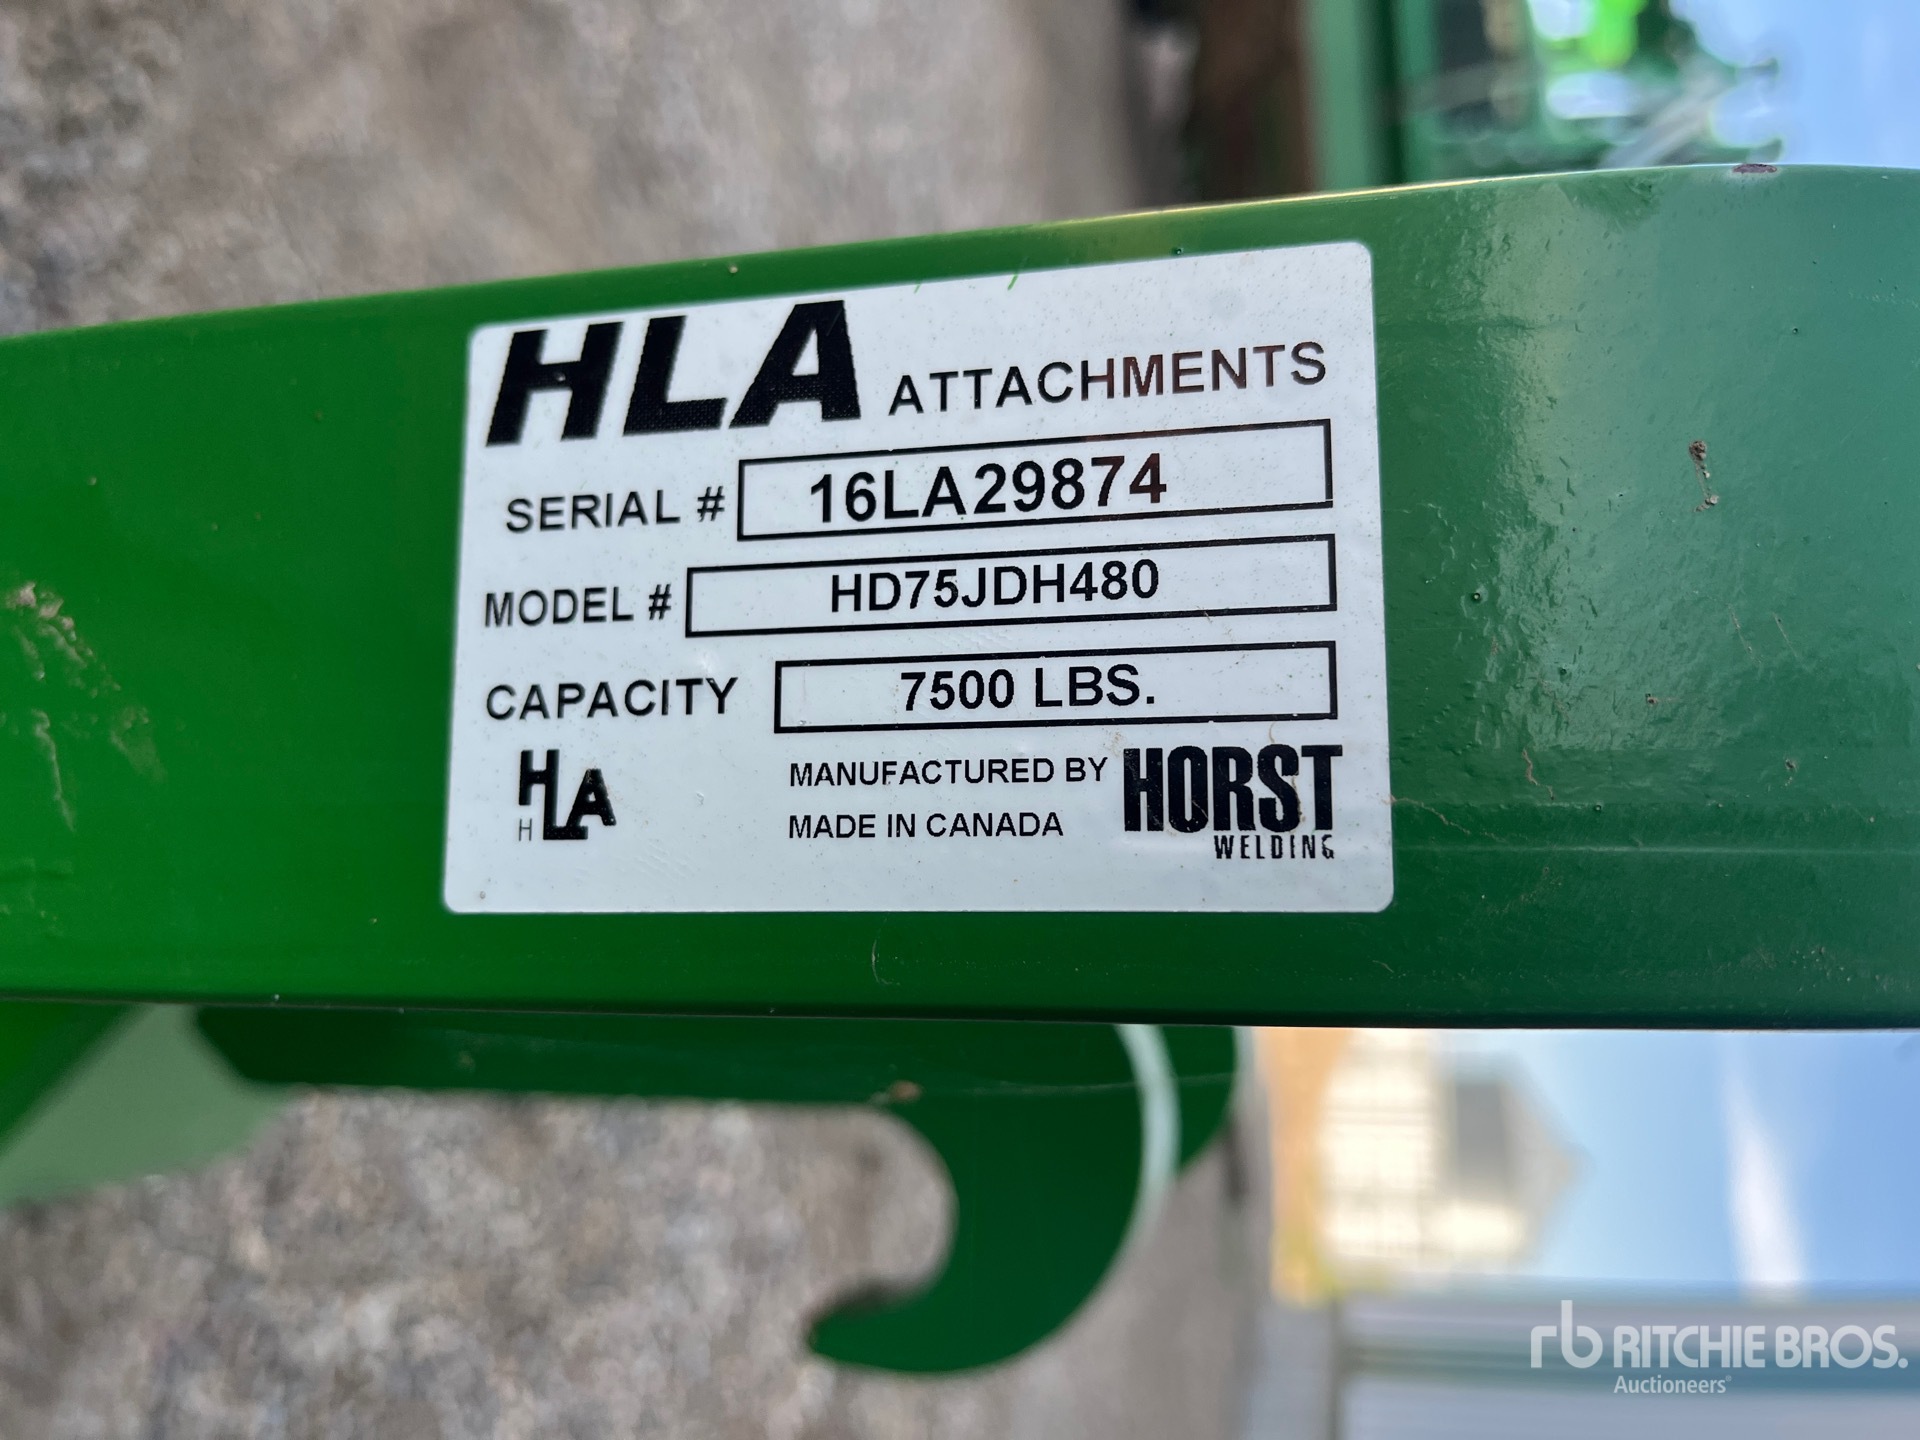 HLA ATTACHMENTS
SERIAL # 16LA29874
MODEL # HD75JDH480
CAPACITY 7500 LBS.
HLA
H
MANUFACTURED BY HORST
WELDING
MADE IN CANADA
rb RITCHIE BROS.
Auctioneers